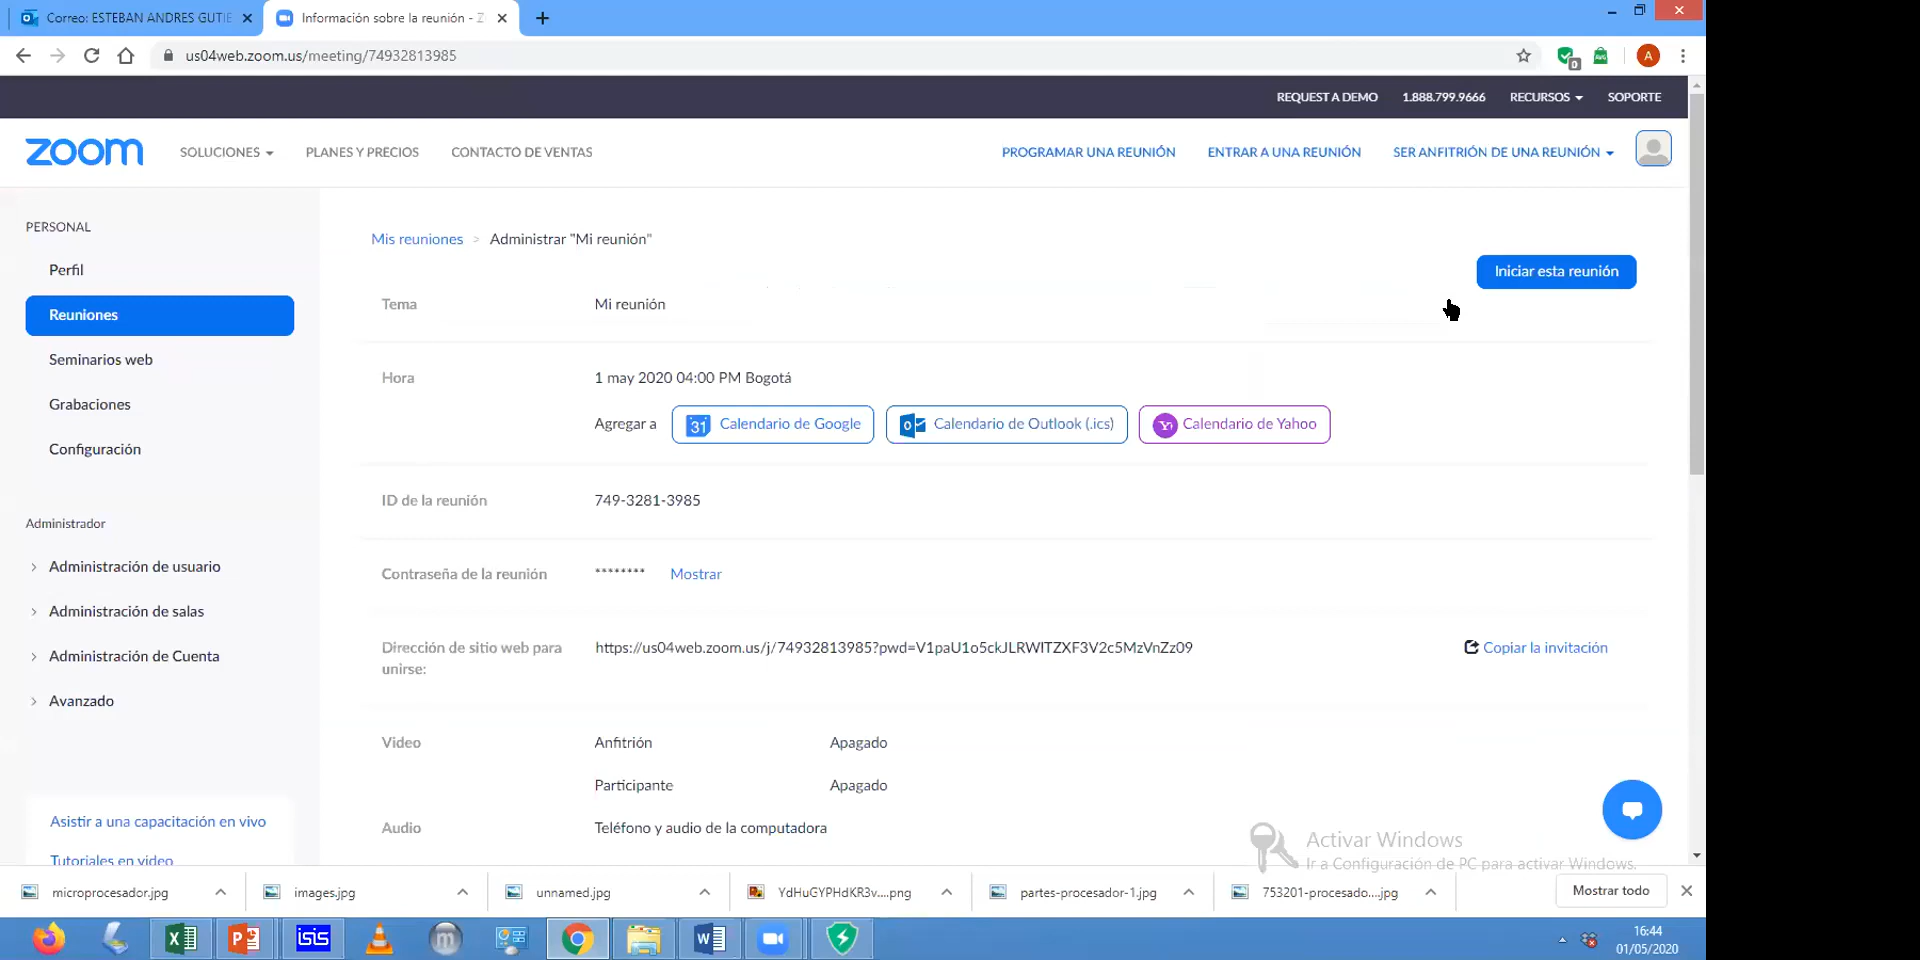 Correo: ESTEBAN ANDRES GUTIE
Información sobre la reunión - Z
us04web.zoom.us/meeting/74932813985
A
0
REQUEST A DEMO 1.888.799.9666 RECURSOS SOPORTE
zoom
SOLUCIONES PLANES Y PRECIOS CONTACTO DE VENTAS PROGRAMAR UNA REUNIÓN ENTRAR A UNA REUNIÓN SER ANFITRIÓN DE UNA REUNIÓN
PERSONAL
Perfil
Reuniones
Seminarios web
Grabaciones
Configuración
Administrador
Administración de usuario
Administración de salas
Administración de Cuenta
Avanzado
Asistir a una capacitación en vivo
Tutoriales en video
Mis reuniones > Administrar "Mi reunión"
Iniciar esta reunión
Tema Mi reunión
Hora 1 may 2020 04:00 PM Bogotá
Agregar a 31 Calendario de Google Calendario de Outlook (.ics) Calendario de Yahoo
ID de la reunión 749-3281-3985
Contraseña de la reunión ******** Mostrar
Dirección de sitio web para
unirse:
https://us04web.zoom.us/j/74932813985?pwd=V1paU1o5ckJLRWlTZXF3V2c5MzVnZz09
Copiar la invitación
Video Anfitrión Apagado
Participante Apagado
Audio Teléfono y audio de la computadora
Activar Windows
Ir a Configuración de PC para activar Windows.
microprocesador.jpg images.jpg unnamed.jpg YdHuGYPHdKR3v....png partes-procesador-1.jpg 753201-procesado....jpg Mostrar todo
isis
m
16:44
01/05/2020